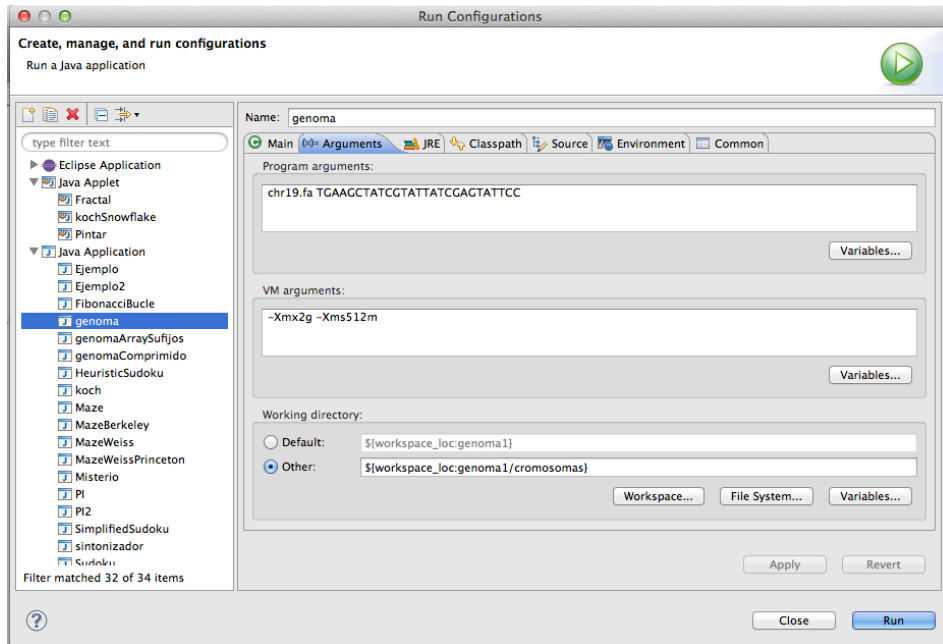 Run Configurations
Create, manage, and run configurations
Run a Java application
type filter text
Eclipse Application
Java Applet
Fractal
kochSnowflake
Pintar
Java Application
Ejemplo
Ejemplo2
FibonacciBucle
genoma
genomaArraySufijos
genomaComprimido
HeuristicSudoku
koch
Maze
MazeBerkeley
MazeWeiss
MazeWeissPrinceton
Misterio
PI
PI2
SimplifiedSudoku
sintonizador
Sudoku
Filter matched 32 of 34 items
Name: genoma
Main (x)= Arguments JRE Classpath Source Environment Common
Program arguments:
chr19.fa TGAAGCTATCGTATTATCGAGTATTCC
Variables...
VM arguments:
-Xmx2g -Xms512m
Variables...
Working directory:
Default: ${workspace_loc:genoma1}
Other: ${workspace_loc:genoma1/cromosomas}
Workspace... File System... Variables...
Apply Revert
? Close Run